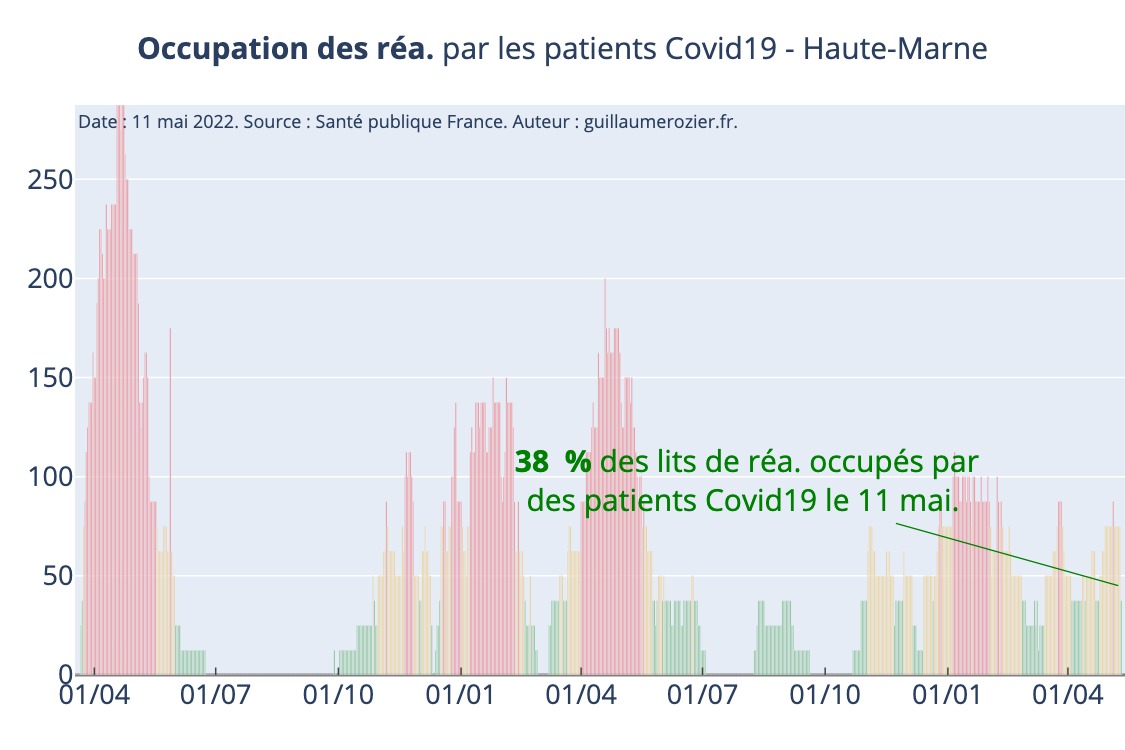 Occupation des réa. par les patients Covid19 - Haute-Marne
Date : 11 mai 2022. Source : Santé publique France. Auteur : guillaumerozier.fr.
250
200
150
100
50
0
38 % des lits de réa. occupés par
des patients Covid19 le 11 mai.
01/04 01/07 01/10 01/01 01/04 01/07 01/10 01/01 01/04